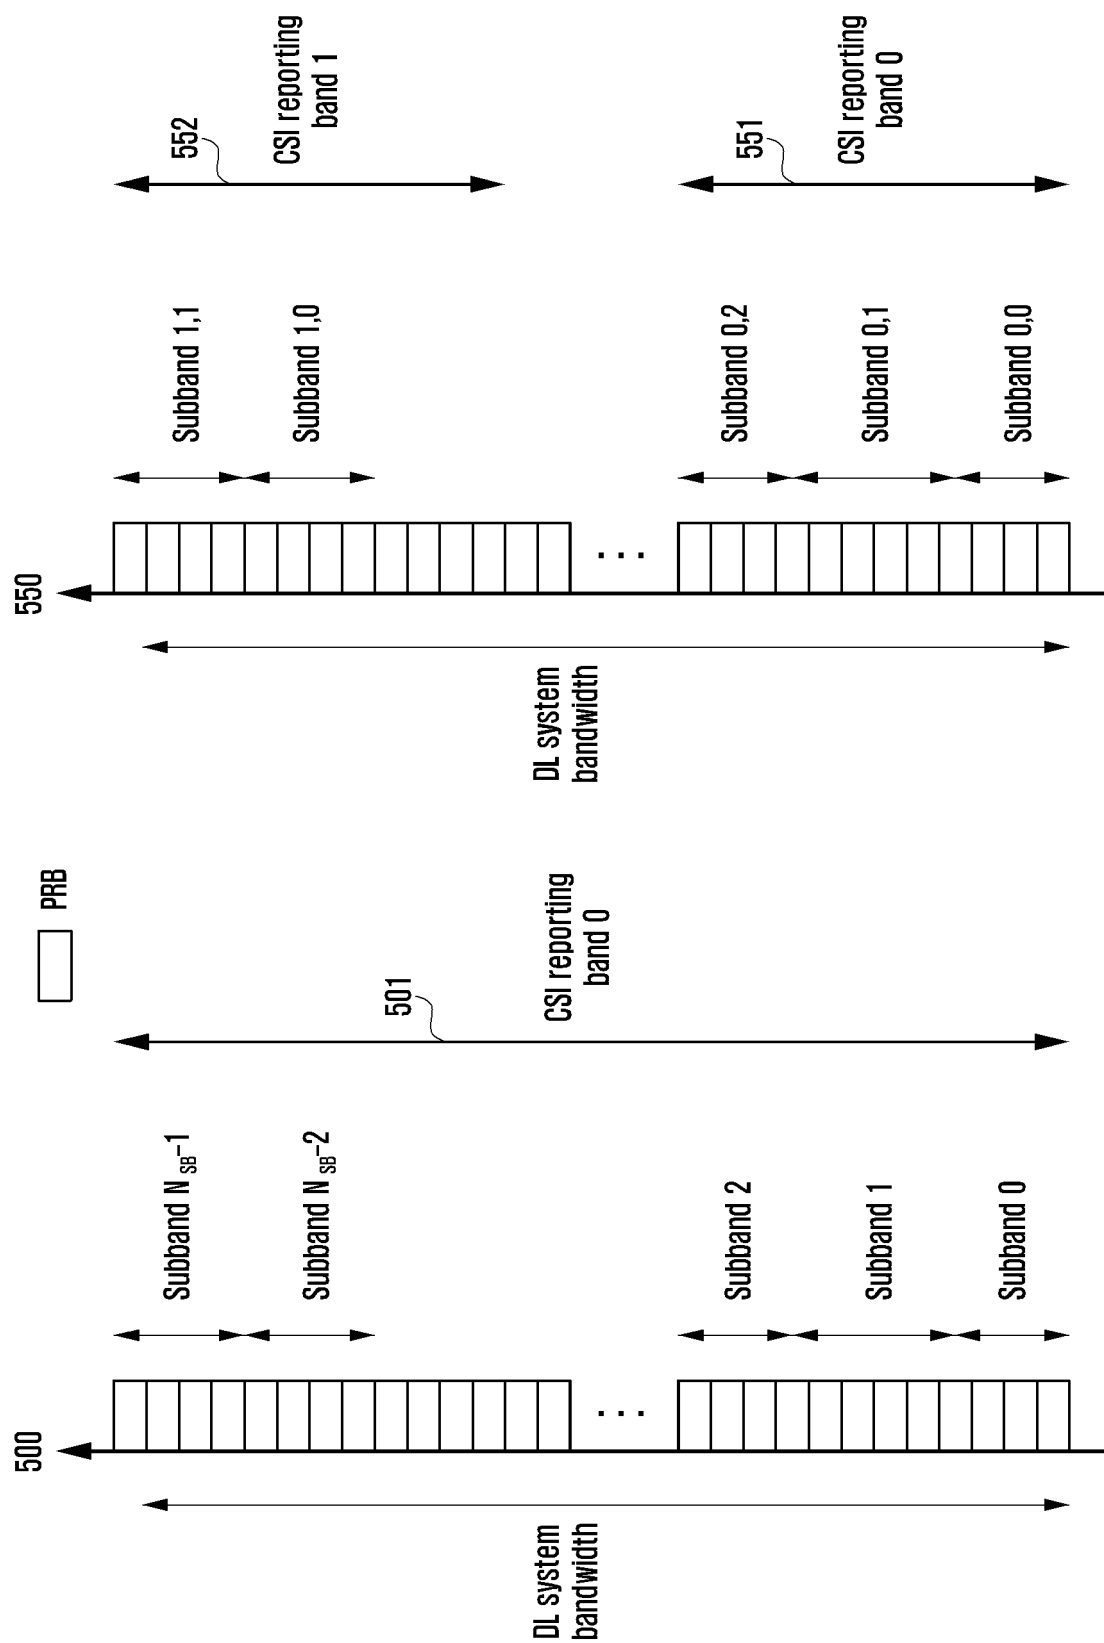 PRB
500
DL system
bandwidth
Subband N SB-1
Subband N SB-2
Subband 2
Subband 1
Subband 0
501
CSI reporting
band 0
550
DL system
bandwidth
Subband 1,1
Subband 1,0
Subband 0,2
Subband 0,1
Subband 0,0
552
CSI reporting
band 1
551
CSI reporting
band 0
. . .
. . .